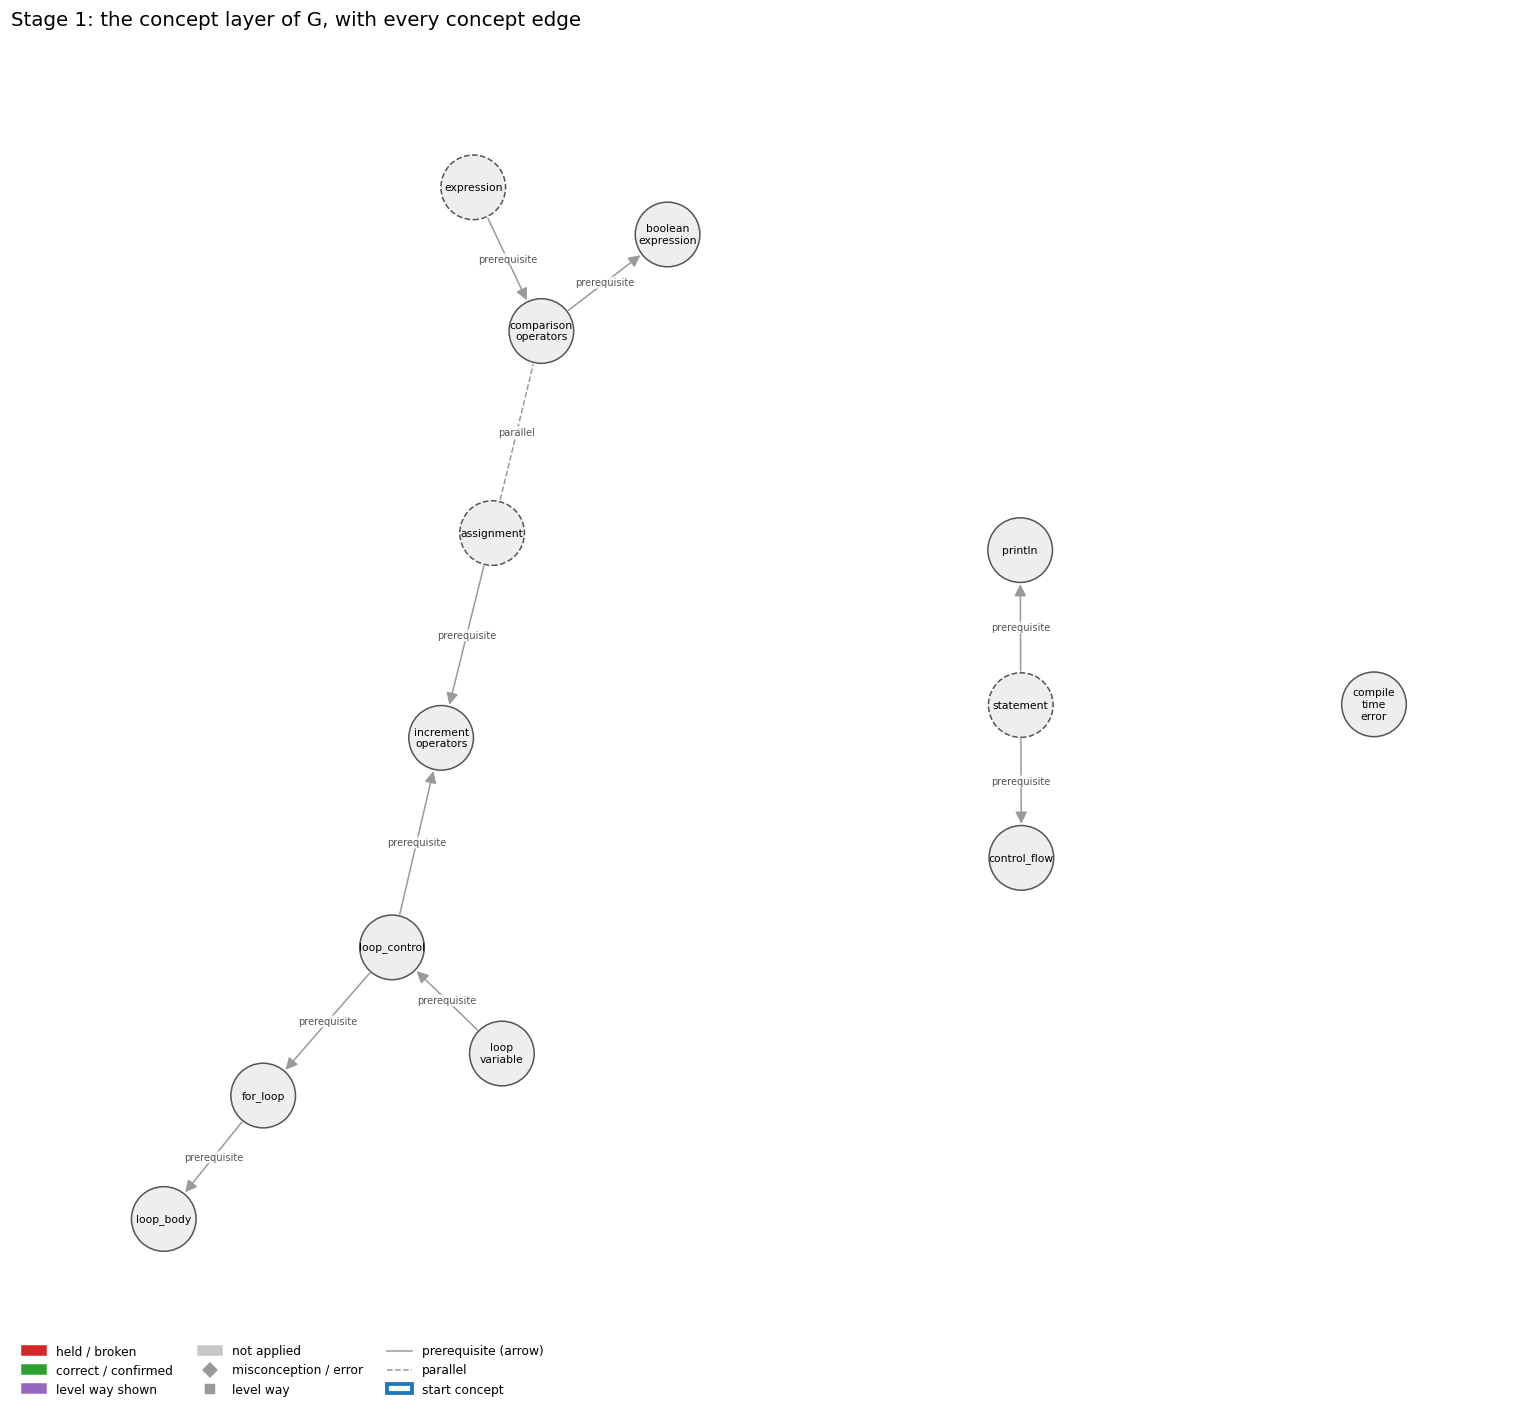 Stage 1: the concept layer of G, with every concept edge
expression
boolean
expression
prerequisite
prerequisite
comparison
operators
parallel
assignment
println
prerequisite
prerequisite
statement
compile
time
error
increment
operators
prerequisite
prerequisite
control_flow
loop_control
prerequisite
prerequisite
loop
variable
for_loop
prerequisite
loop_body
held / broken
correct / confirmed
level way shown
not applied
misconception / error
level way
prerequisite (arrow)
parallel
start concept